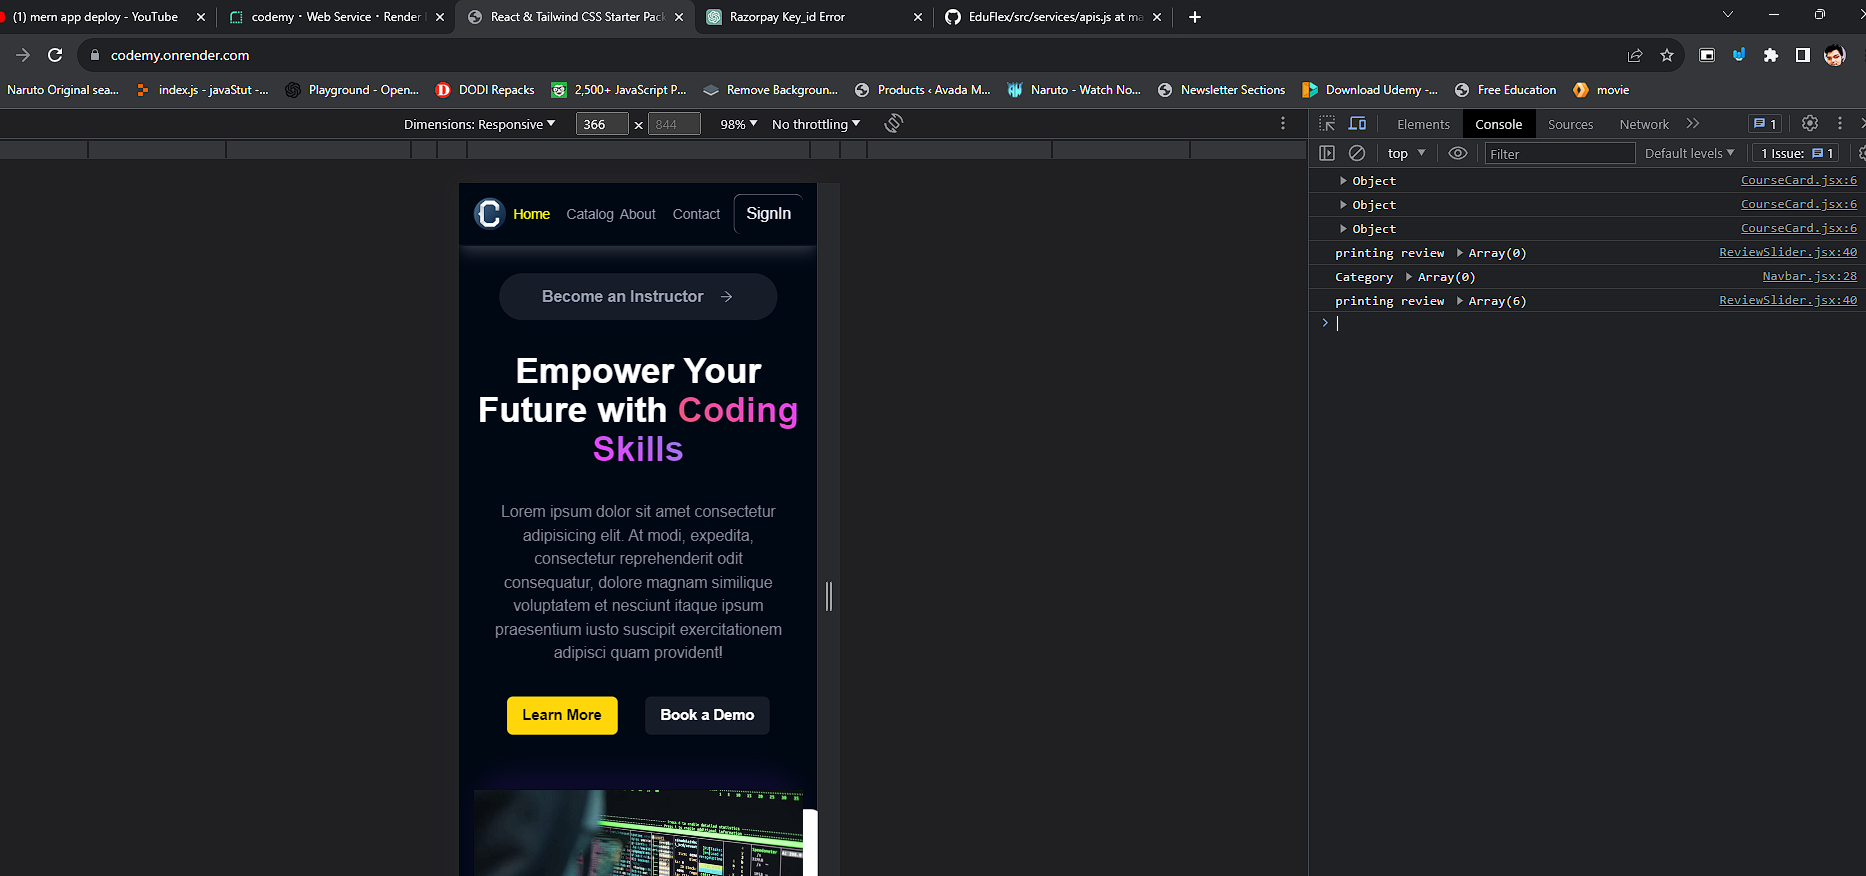 (1) mern app deploy - YouTube
codemy · Web Service · Render
React & Tailwind CSS Starter Pack
Razorpay Key_id Error
EduFlex/src/services/apis.js at ma
codemy.onrender.com
Naruto Original sea...
index.js - javaStut -...
Playground - Open...
DODI Repacks
2,500+ JavaScript P...
Remove Backgroun...
Products ‹ Avada M...
Naruto - Watch No...
Newsletter Sections
Download Udemy -...
Free Education
movie
Dimensions: Responsive
366 x 844
98%
No throttling
Elements
Console
Sources
Network
1
top
Filter
Default levels
1 Issue: 1
Home
Catalog
About
Contact
SignIn
Become an Instructor
Empower Your
Future with Coding
Skills
Lorem ipsum dolor sit amet consectetur
adipisicing elit. At modi, expedita,
consectetur reprehenderit odit
consequatur, dolore magnam similique
voluptatem et nesciunt itaque ipsum
praesentium iusto suscipit exercitationem
adipisci quam provident!
Learn More
Book a Demo
Object CourseCard.jsx:6
Object CourseCard.jsx:6
Object CourseCard.jsx:6
printing review Array(0) ReviewSlider.jsx:40
Category Array(0) Navbar.jsx:28
printing review Array(6) ReviewSlider.jsx:40